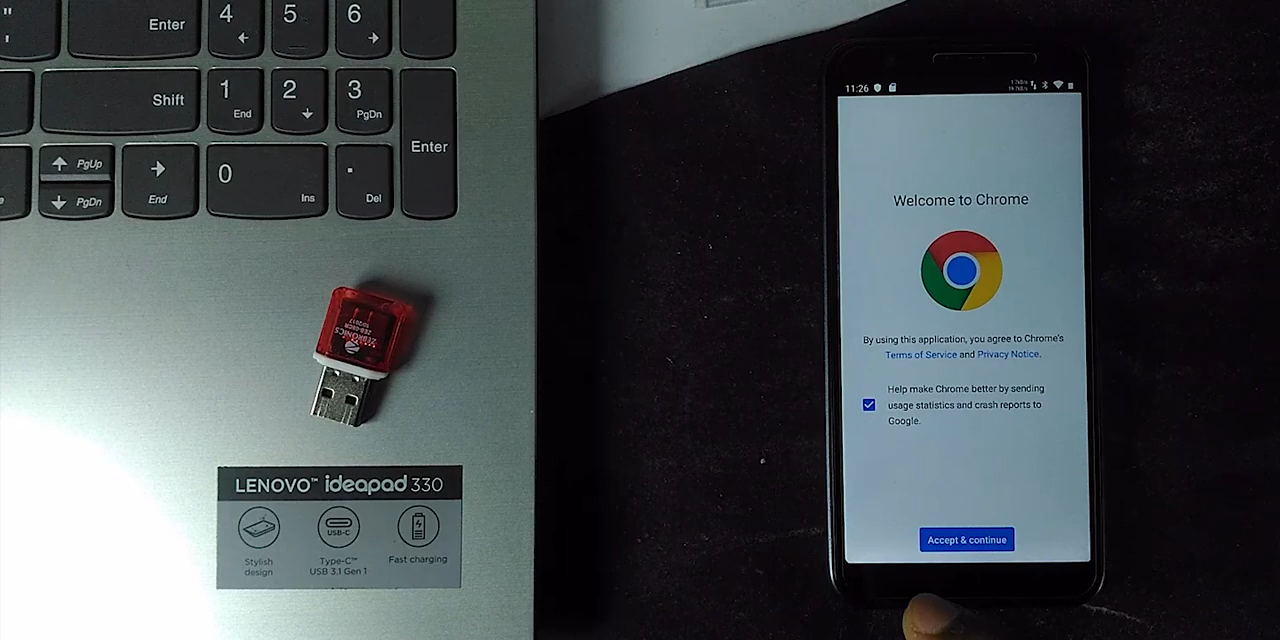 "
'
Enter
4
5
6
Shift
1
End
2
3
PgDn
PgUp
PgDn
End
0
Ins
.
Del
Enter
ZEBRONICS
LENOVO™ ideapad 330
USB-C
Stylish
design
Type-C™
USB 3.1 Gen 1
Fast charging
11:26
Welcome to Chrome
By using this application, you agree to Chrome's
Terms of Service and Privacy Notice.
Help make Chrome better by sending
usage statistics and crash reports to
Google.
Accept & continue